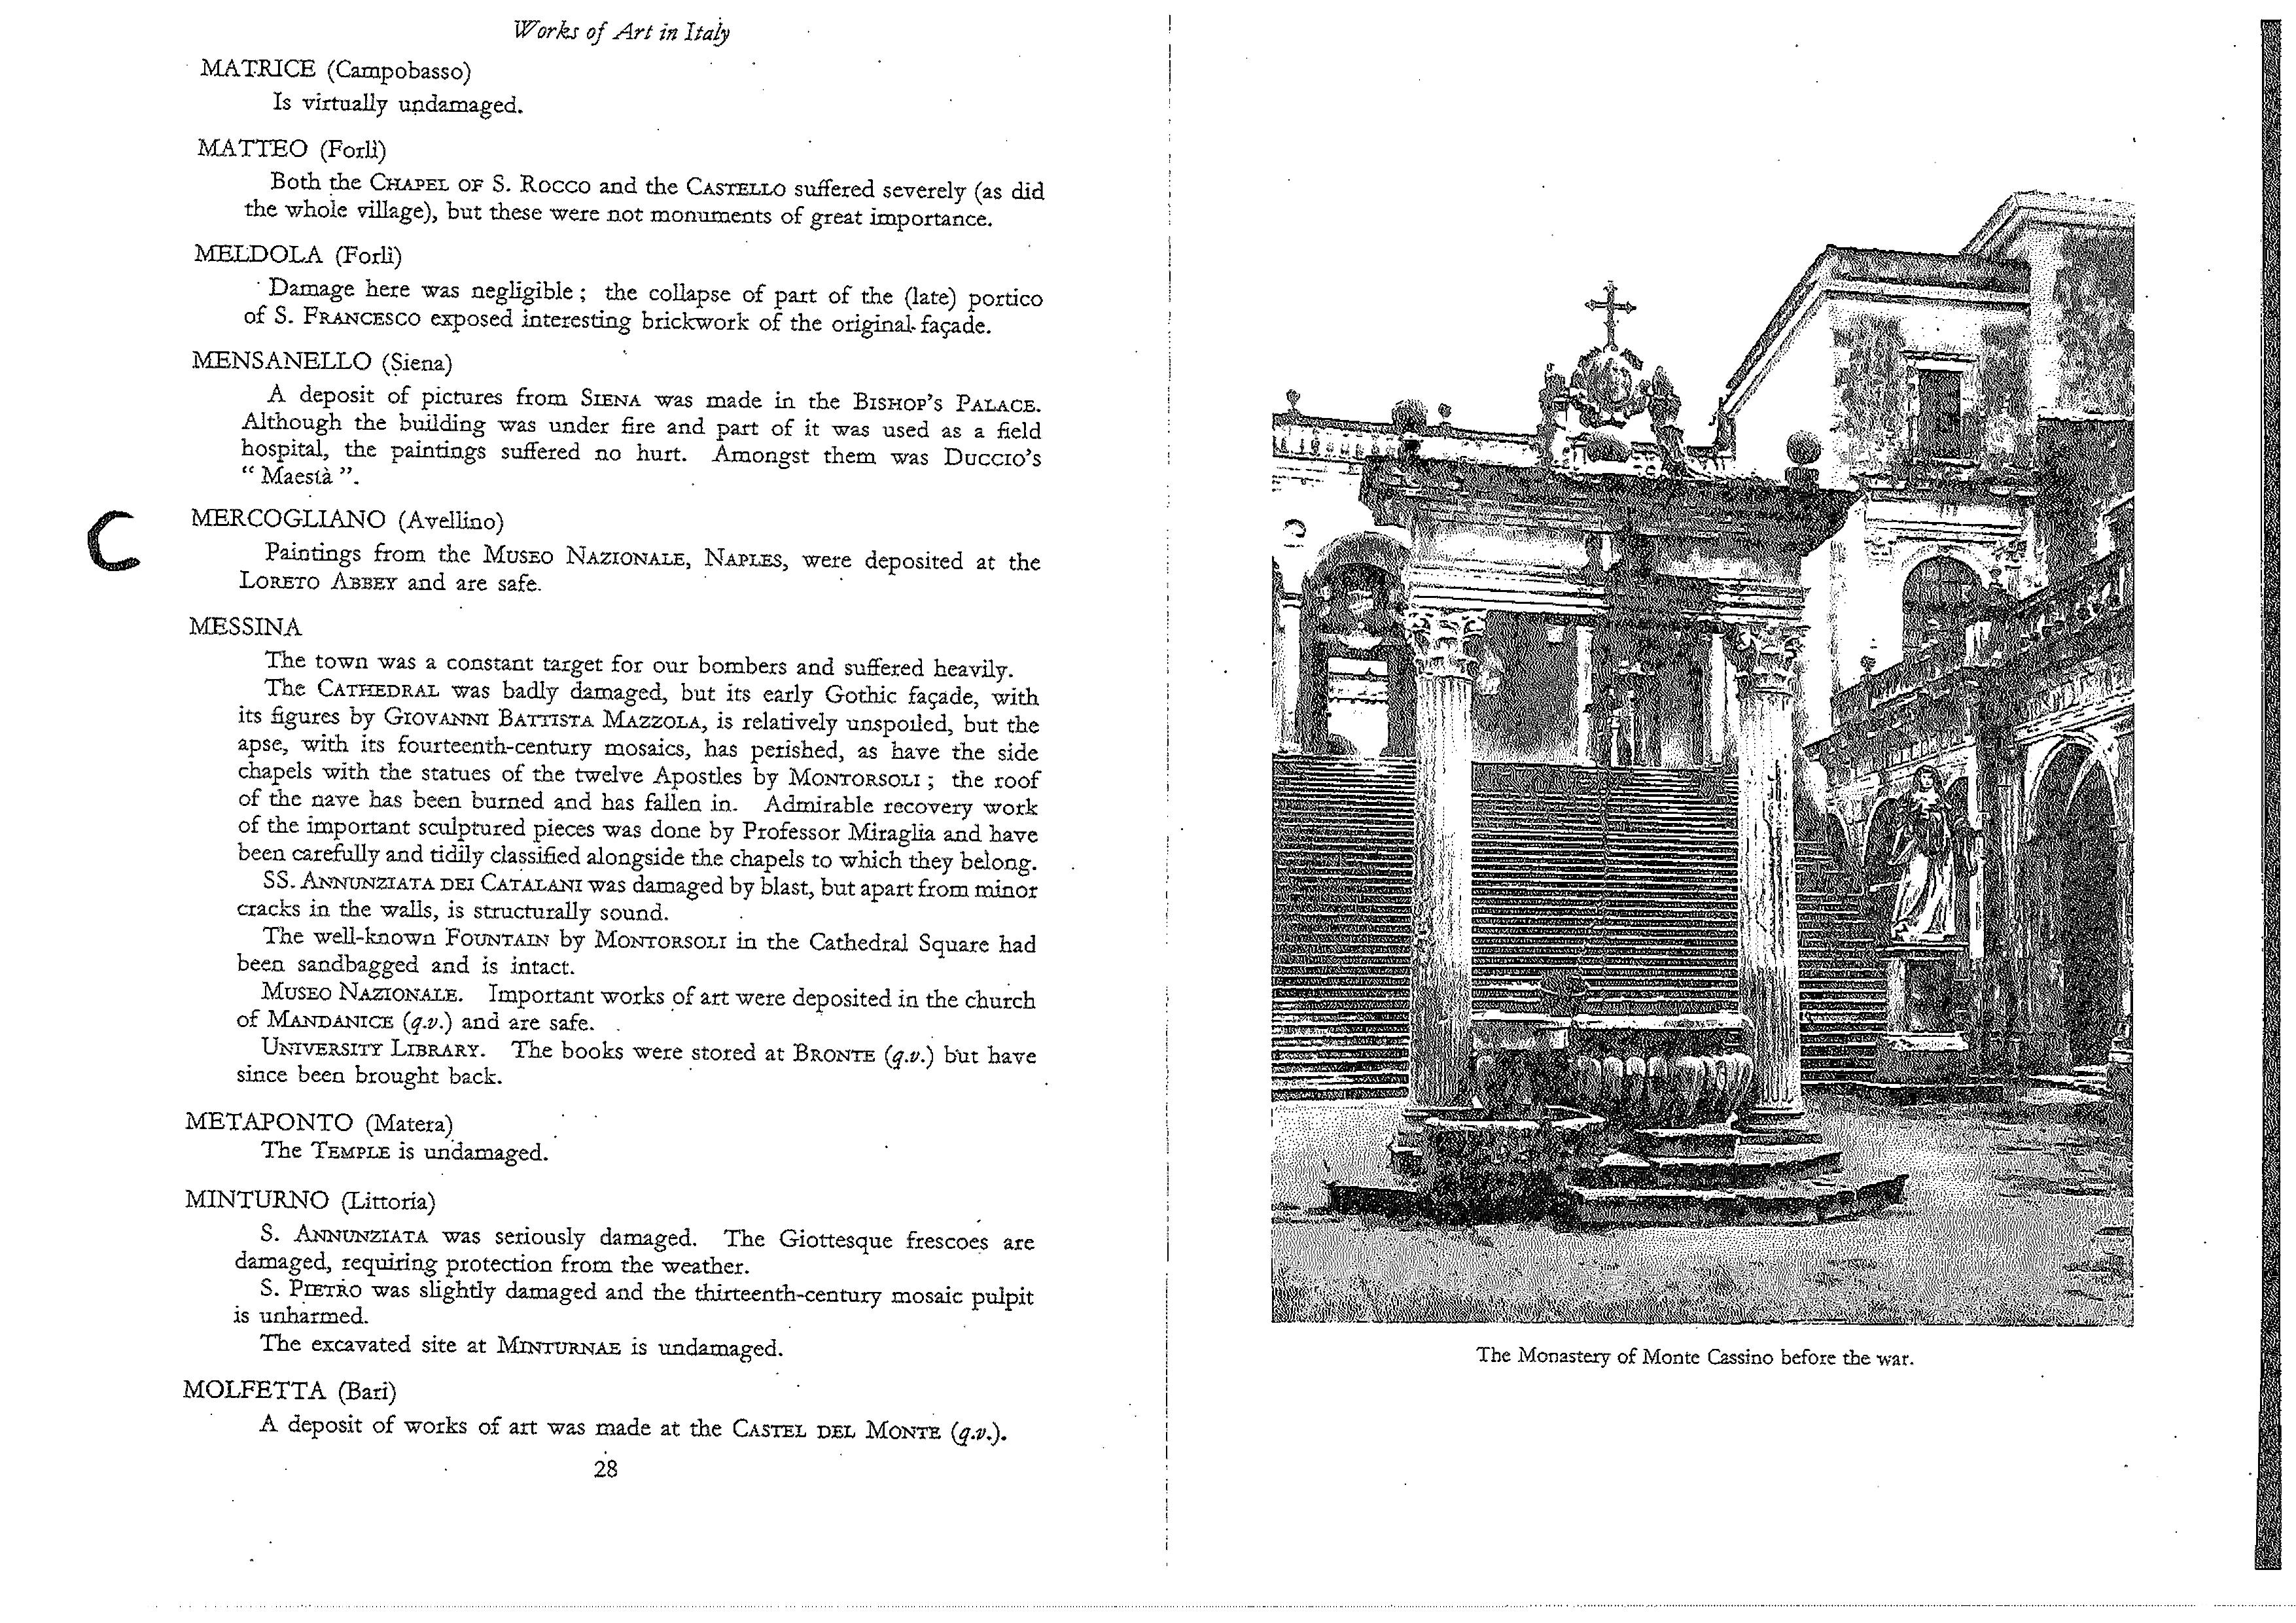 Works of Art in Italy
MATRICE (Campobasso)
Is virtually undamaged.
MATTEO (Forlì)
Both the CHAPEL OF S. ROCCO and the CASTELLO suffered severely (as did
the whole village), but these were not monuments of great importance.
MELDOLA (Forlì)
Damage here was negligible ; the collapse of part of the (late) portico
of S. FRANCESCO exposed interesting brickwork of the original façade.
MENSANELLO (Siena)
A deposit of pictures from SIENA was made in the BISHOP'S PALACE.
Although the building was under fire and part of it was used as a field
hospital, the paintings suffered no hurt. Amongst them was DUCCIO'S
“ Maestà ”.
C
MERCOGLIANO (Avellino)
Paintings from the MUSEO NAZIONALE, NAPLES, were deposited at the
LORETO ABBEY and are safe.
MESSINA
The town was a constant target for our bombers and suffered heavily.
The CATHEDRAL was badly damaged, but its early Gothic façade, with
its figures by GIOVANNI BATTISTA MAZZOLA, is relatively unspoiled, but the
apse, with its fourteenth-century mosaics, has perished, as have the side
chapels with the statues of the twelve Apostles by MONTORSOLI ; the roof
of the nave has been burned and has fallen in. Admirable recovery work
of the important sculptured pieces was done by Professor Miraglia and have
been carefully and tidily classified alongside the chapels to which they belong.
SS. ANNUNZIATA DEI CATALANI was damaged by blast, but apart from minor
cracks in the walls, is structurally sound.
The well-known FOUNTAIN by MONTORSOLI in the Cathedral Square had
been sandbagged and is intact.
MUSEO NAZIONALE. Important works of art were deposited in the church
of MANDANICE (q.v.) and are safe.
UNIVERSITY LIBRARY. The books were stored at BRONTE (q.v.) but have
since been brought back.
METAPONTO (Matera)
The TEMPLE is undamaged.
MINTURNO (Littoria)
S. ANNUNZIATA was seriously damaged. The Giottesque frescoes are
damaged, requiring protection from the weather.
S. PIETRO was slightly damaged and the thirteenth-century mosaic pulpit
is unharmed.
The excavated site at MINTURNAE is undamaged.
MOLFETTA (Bari)
A deposit of works of art was made at the CASTEL DEL MONTE (q.v.).
28
The Monastery of Monte Cassino before the war.